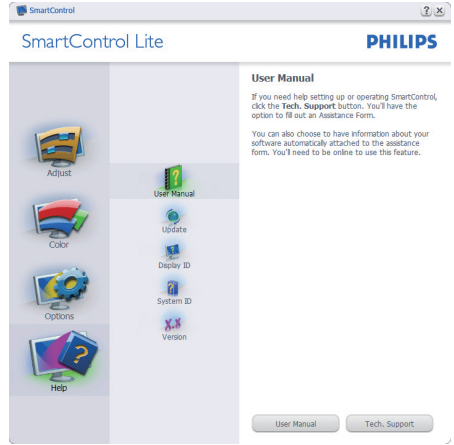 SmartControl
SmartControl Lite
PHILIPS
Adjust
Color
Options
Help
User Manual
Update
Display ID
System ID
X.X
Version
User Manual
If you need help setting up or operating SmartControl,
click the Tech. Support button. You'll have the
option to fill out an Assistance Form.
You can also choose to have information about your
software automatically attached to the assistance
form. You'll need to be online to use this feature.
User Manual
Tech. Support